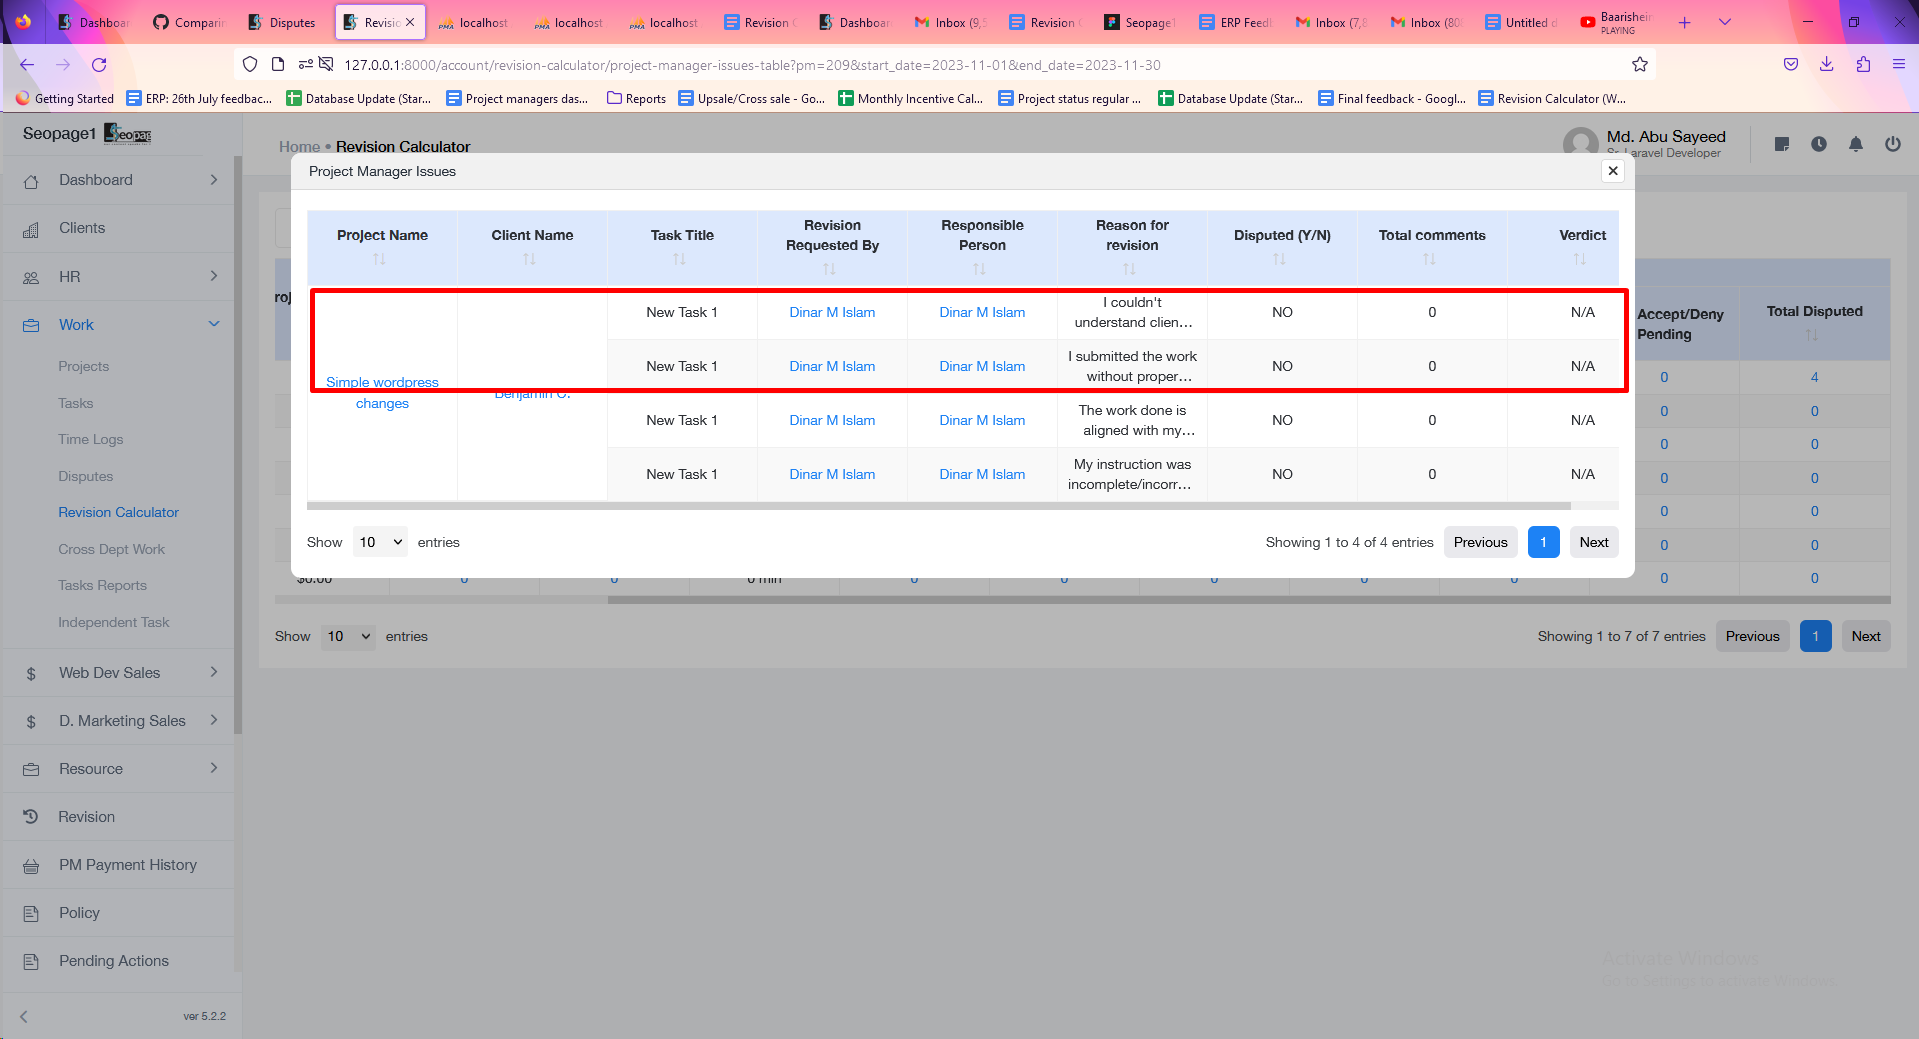 Dashboar
Comparin
Disputes
Revisio
localhost
localhost
localhost
Revision C
Dashboar
Inbox (9,5
Revision C
Seopage1
ERP Feedb
Inbox (7,8
Inbox (808
Untitled d
Baarishein
PLAYING
127.0.0.1:8000/account/revision-calculator/project-manager-issues-table?pm=209&start_date=2023-11-01&end_date=2023-11-30
Getting Started
ERP: 26th July feedbac...
Database Update (Star...
Project managers das...
Reports
Upsale/Cross sale - Go...
Monthly Incentive Cal...
Project status regular ...
Database Update (Star...
Final feedback - Googl...
Revision Calculator (W...
Seopage1
Home • Revision Calculator
Md. Abu Sayeed
Sr. Laravel Developer
Dashboard
Clients
HR
Work
Projects
Tasks
Time Logs
Disputes
Revision Calculator
Cross Dept Work
Tasks Reports
Independent Task
Web Dev Sales
D. Marketing Sales
Resource
Revision
PM Payment History
Policy
Pending Actions
ver 5.2.2
Project Manager Issues
Project Name
Client Name
Task Title
Revision Requested By
Responsible Person
Reason for revision
Disputed (Y/N)
Total comments
Verdict
Simple wordpress changes
Benjamin C.
New Task 1 Dinar M Islam Dinar M Islam I couldn't understand clien... NO 0 N/A
New Task 1 Dinar M Islam Dinar M Islam I submitted the work without proper... NO 0 N/A
New Task 1 Dinar M Islam Dinar M Islam The work done is aligned with my... NO 0 N/A
New Task 1 Dinar M Islam Dinar M Islam My instruction was incomplete/incorr... NO 0 N/A
Show 10 entries
Showing 1 to 4 of 4 entries Previous 1 Next
Accept/Deny Pending
Total Disputed
0 4
0 0
0 0
0 0
0 0
0 0
$0.00 0 0 0 min 0 0 0 0 0 0 0
Show 10 entries
Showing 1 to 7 of 7 entries Previous 1 Next
Activate Windows
Go to Settings to activate Windows.